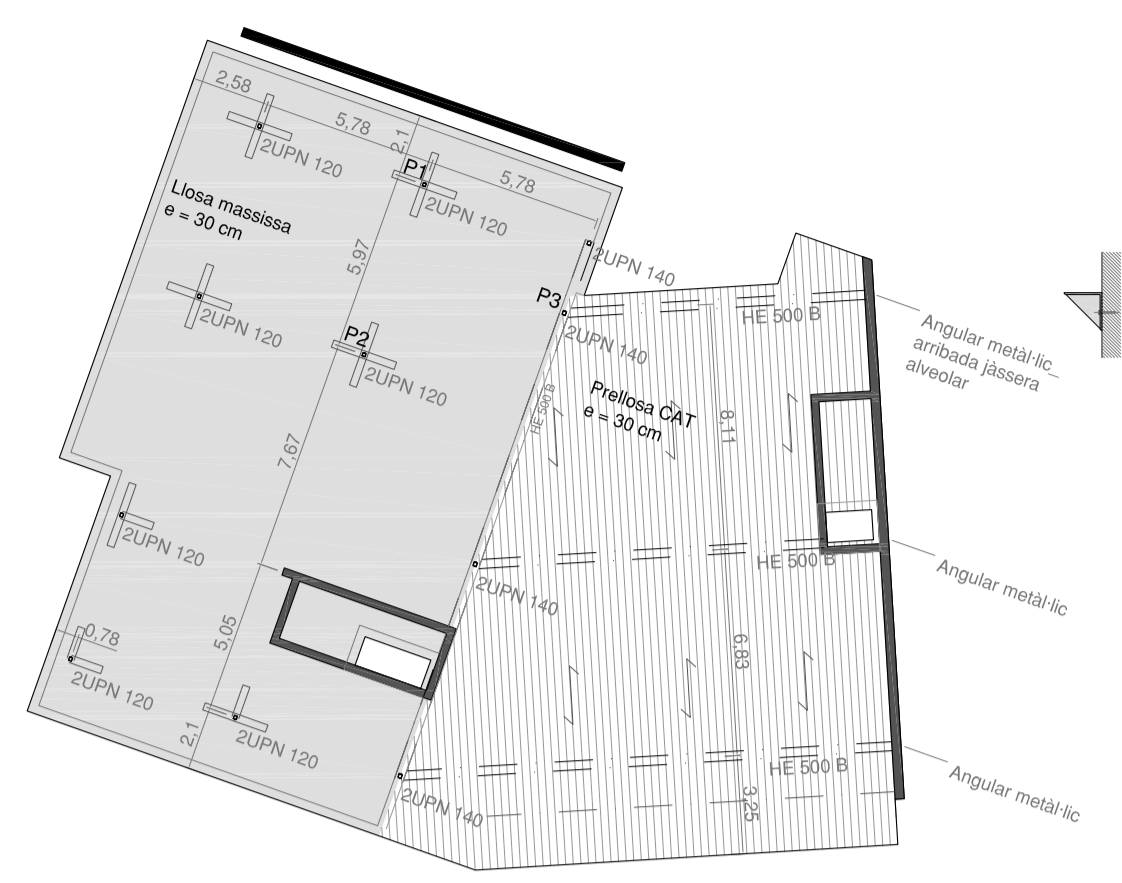 2,58
5,78
2,1
5,78
2UPN 120
P1
2UPN 120
Llosa massissa
e = 30 cm
5,97
2UPN 140
P3
HE 500 B
2UPN 120
P2
2UPN 140
Angular metàl·lic_
arribada jàssera
alveolar
2UPN 120
Prellosa CAT
e = 30 cm
HE 500 B
8,11
7,67
2UPN 120
HE 500 B
2UPN 140
Angular metàl·lic
0,78
5,05
6,83
2UPN 120
2,1
2UPN 120
HE 500 B
2UPN 140
3,25
Angular metàl·lic